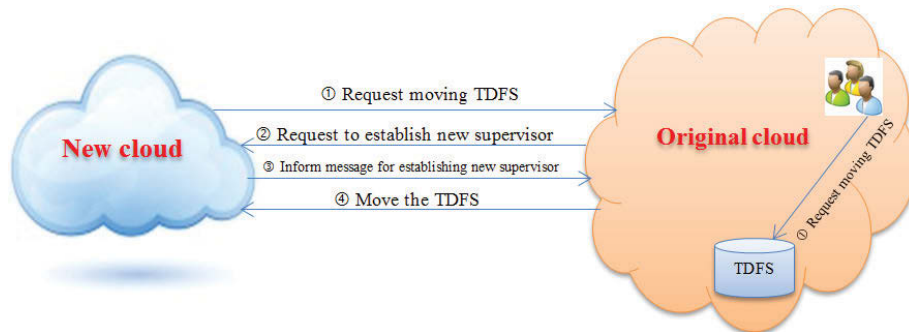 ① Request moving TDFS
② Request to establish new supervisor
New cloud
Original cloud
③ Inform message for establishing new supervisor
④ Move the TDFS
① Request moving TDFS
TDFS